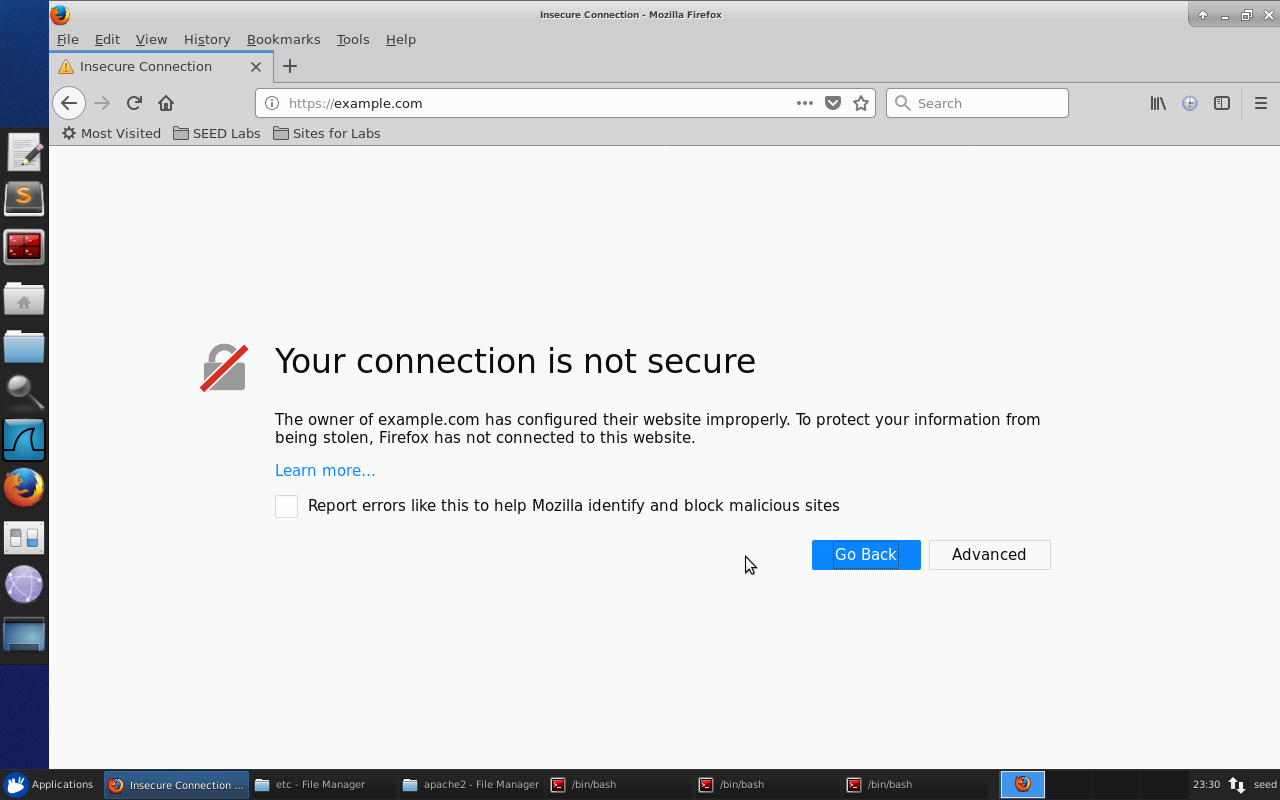 Insecure Connection - Mozilla Firefox
File Edit View History Bookmarks Tools Help
Insecure Connection
https://example.com
Search
Most Visited SEED Labs Sites for Labs
Your connection is not secure
The owner of example.com has configured their website improperly. To protect your information from
being stolen, Firefox has not connected to this website.
Learn more…
Report errors like this to help Mozilla identify and block malicious sites
Go Back Advanced
Applications Insecure Connection ... etc - File Manager apache2 - File Manager /bin/bash /bin/bash /bin/bash 23:30 seed